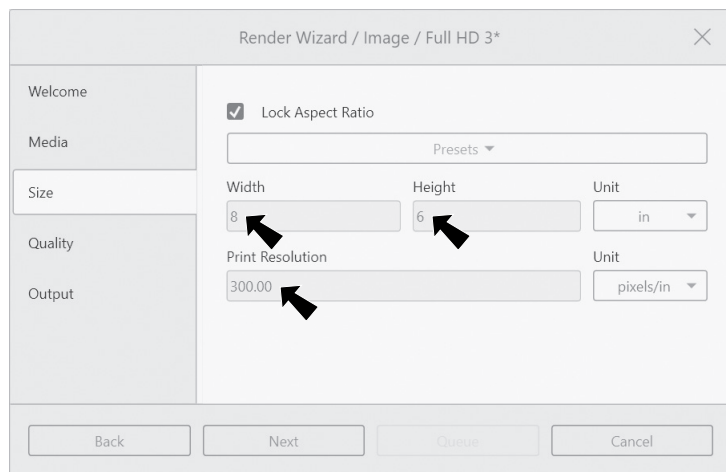 Render Wizard / Image / Full HD 3*
Welcome
Media
Size
Quality
Output
Lock Aspect Ratio
Presets
Width Height Unit
8 6 in
Print Resolution Unit
300.00 pixels/in
Back Next Queue Cancel